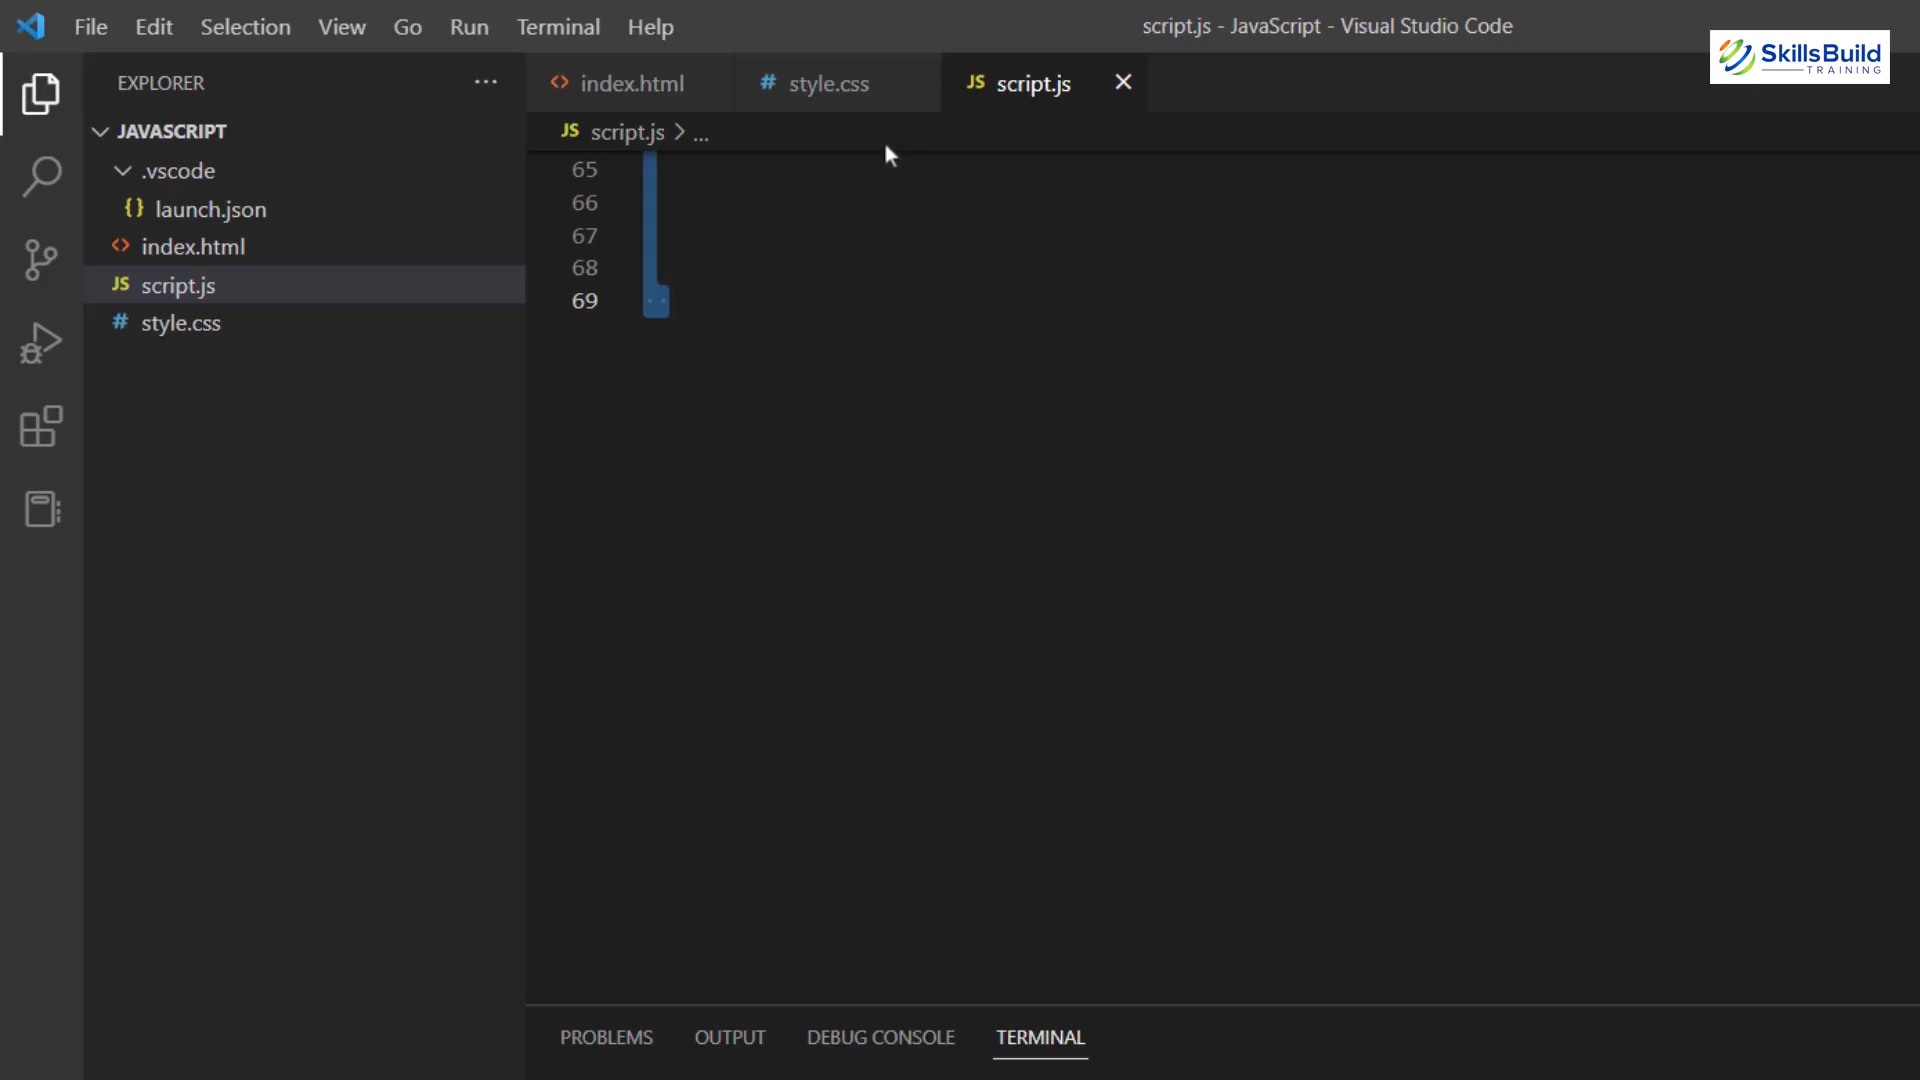 File Edit Selection View Go Run Terminal Help
script.js - JavaScript - Visual Studio Code
SkillsBuild
TRAINING
EXPLORER ...
<> index.html # style.css JS script.js
JS script.js > ...
JAVASCRIPT
.vscode
{} launch.json
<> index.html
JS script.js
# style.css
65
66
67
68
69
PROBLEMS OUTPUT DEBUG CONSOLE TERMINAL